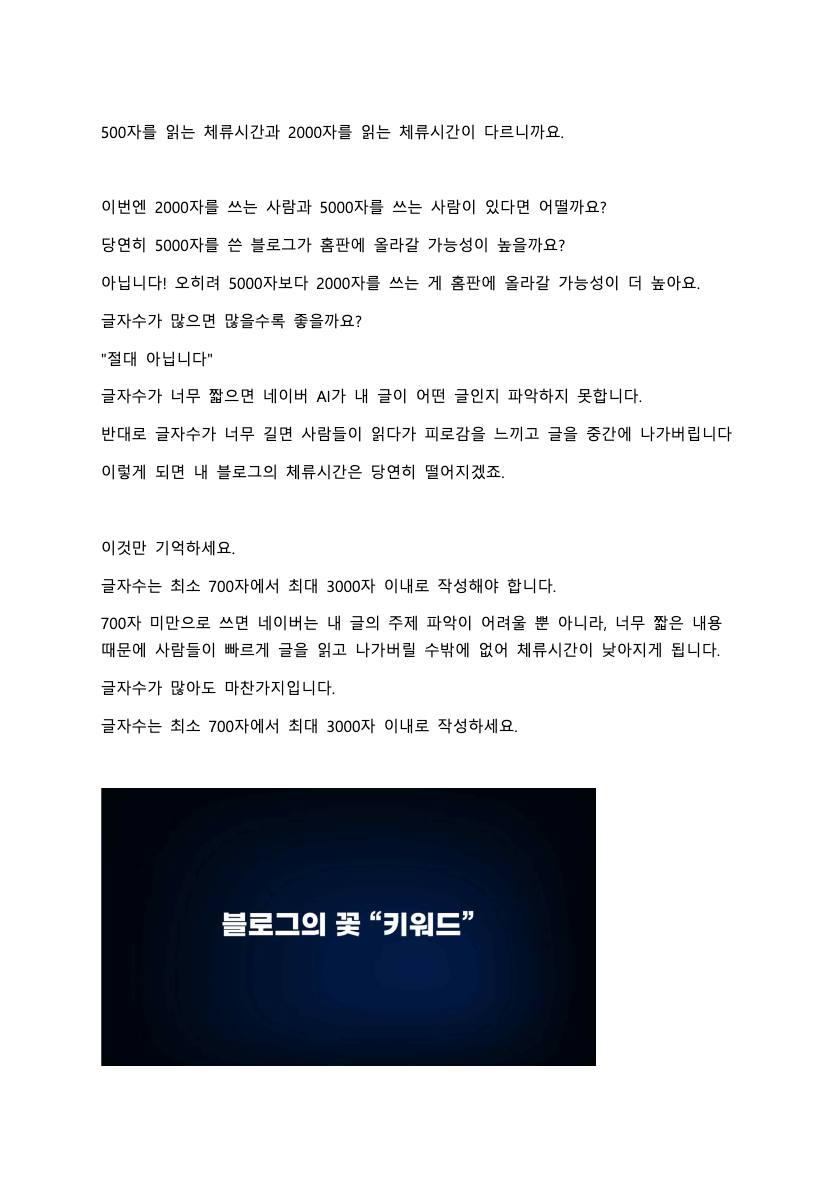 500자를 읽는 체류시간과 2000자를 읽는 체류시간이 다르니까요.
이번엔 2000자를 쓰는 사람과 5000자를 쓰는 사람이 있다면 어떨까요?
당연히 5000자를 쓴 블로그가 홈판에 올라갈 가능성이 높을까요?
아닙니다! 오히려 5000자보다 2000자를 쓰는 게 홈판에 올라갈 가능성이 더 높아요.
글자수가 많으면 많을수록 좋을까요?
"절대 아닙니다"
글자수가 너무 짧으면 네이버 AI가 내 글이 어떤 글인지 파악하지 못합니다.
반대로 글자수가 너무 길면 사람들이 읽다가 피로감을 느끼고 글을 중간에 나가버립니다
이렇게 되면 내 블로그의 체류시간은 당연히 떨어지겠죠.
이것만 기억하세요.
글자수는 최소 700자에서 최대 3000자 이내로 작성해야 합니다.
700자 미만으로 쓰면 네이버는 내 글의 주제 파악이 어려울 뿐 아니라, 너무 짧은 내용
때문에 사람들이 빠르게 글을 읽고 나가버릴 수밖에 없어 체류시간이 낮아지게 됩니다.
글자수가 많아도 마찬가지입니다.
글자수는 최소 700자에서 최대 3000자 이내로 작성하세요.
블로그의 꽃 “키워드”